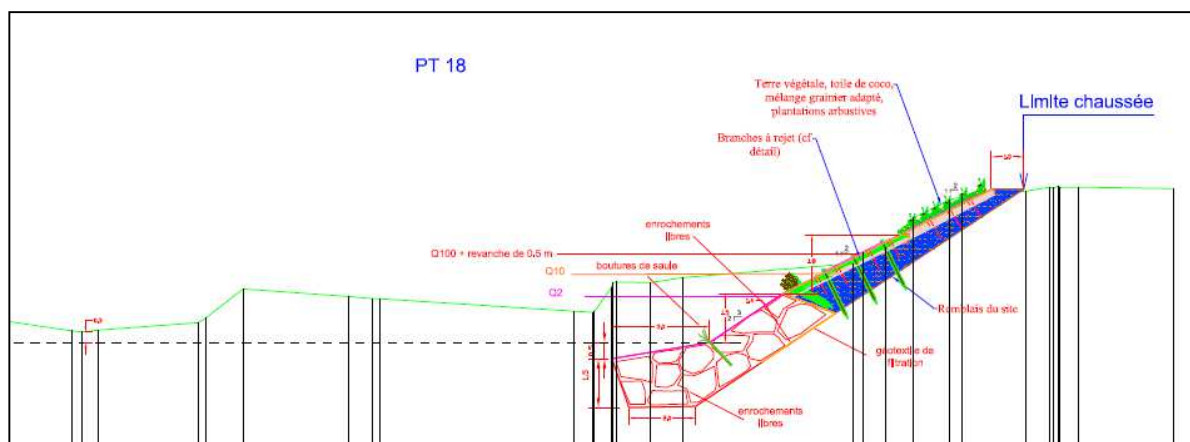 PT 18
Terre végétale, toile de coco,
mélange grainier adapté,
plantations arbustives
Limite chaussée
Branches à rejet (cf
détail)
enrochements
libres
Q100 + revanche de 0.5 m
boutures de saule
Q10
Q2
Remblais du site
géotextile de
filtration
enrochements
libres